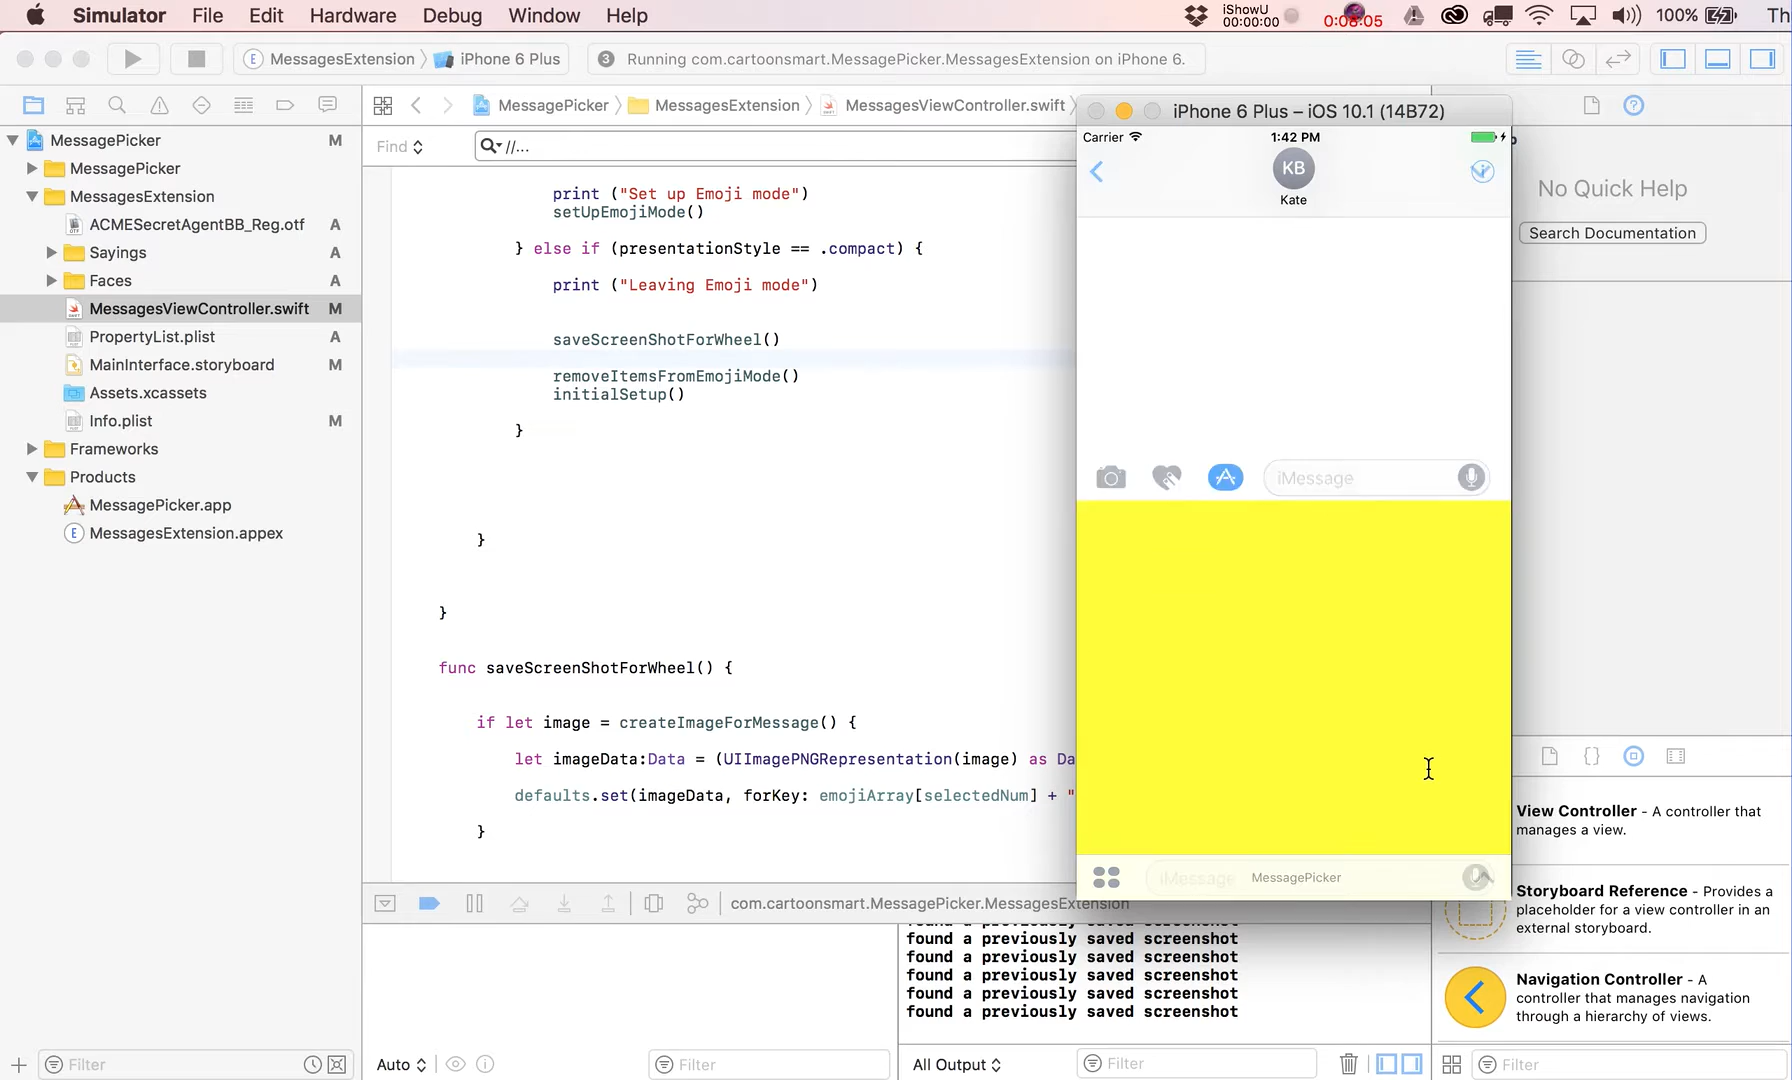 Simulator File Edit Hardware Debug Window Help iShowU 00:00:00 0:06:05 100% Th
MessagesExtension iPhone 6 Plus 3 Running com.cartoonsmart.MessagePicker.MessagesExtension on iPhone 6.
MessagePicker MessagesExtension MessagesViewController.swift
MessagePicker M
MessagePicker
MessagesExtension
ACMESecretAgentBB_Reg.otf A
Sayings A
Faces A
MessagesViewController.swift M
PropertyList.plist A
MainInterface.storyboard M
Assets.xcassets A
Info.plist M
Frameworks
Products
MessagePicker.app
MessagesExtension.appex
Filter
Find //...
print ("Set up Emoji mode")
setUpEmojiMode()
} else if (presentationStyle == .compact) {
print ("Leaving Emoji mode")
saveScreenShotForWheel()
removeItemsFromEmojiMode()
initialSetup()
}
}
}
func saveScreenShotForWheel() {
if let image = createImageForMessage() {
let imageData:Data = (UIImagePNGRepresentation(image) as Da
defaults.set(imageData, forKey: emojiArray[selectedNum] + "
}
com.cartoonsmart.MessagePicker.MessagesExtension
found a previously saved screenshot
found a previously saved screenshot
found a previously saved screenshot
found a previously saved screenshot
found a previously saved screenshot
Auto Filter
All Output Filter
iPhone 6 Plus – iOS 10.1 (14B72)
Carrier 1:42 PM
KB
Kate
iMessage
iMessage MessagePicker
No Quick Help
Search Documentation
View Controller - A controller that
manages a view.
Storyboard Reference - Provides a
placeholder for a view controller in an
external storyboard.
Navigation Controller - A
controller that manages navigation
through a hierarchy of views.
Filter